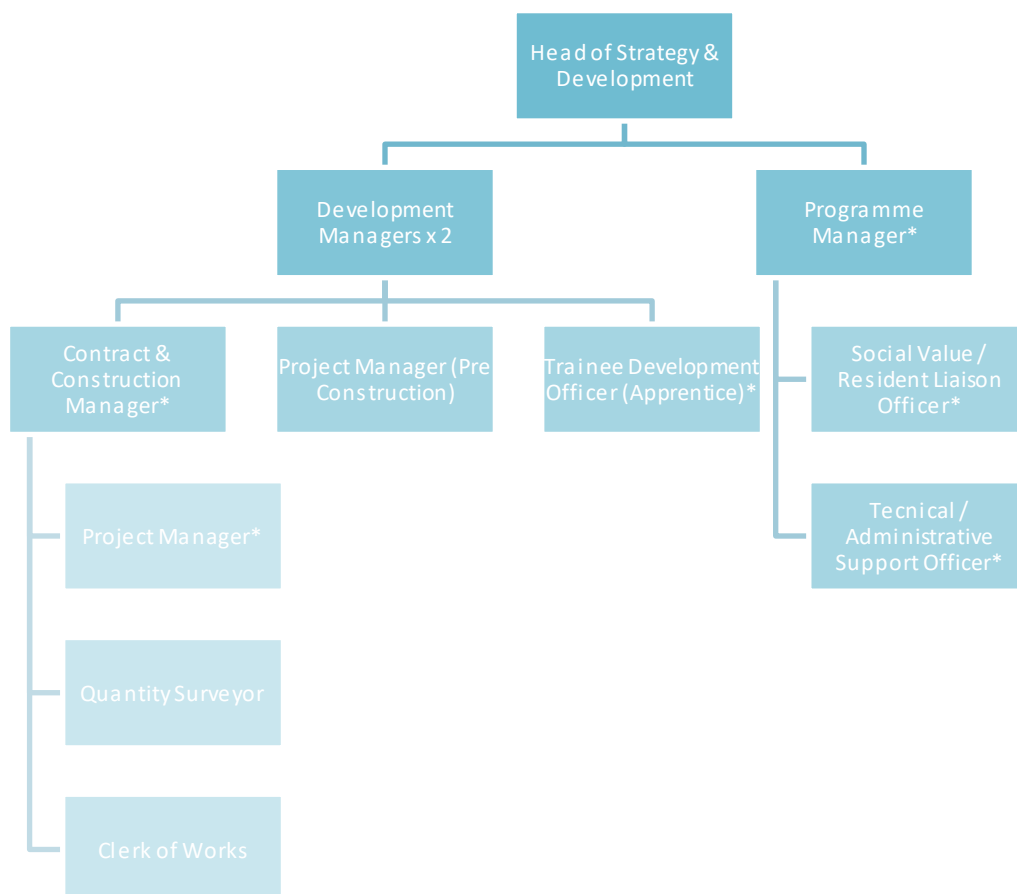 Head of Strategy &
Development
Development
Managers x 2
Programme
Manager*
Contract &
Construction
Manager*
Project Manager (Pre
Construction)
Trainee Development
Officer (Apprentice)*
Social Value /
Resident Liaison
Officer*
Project Manager*
Tecnical /
Administrative
Support Officer*
Quantity Surveyor
Clerk of Works